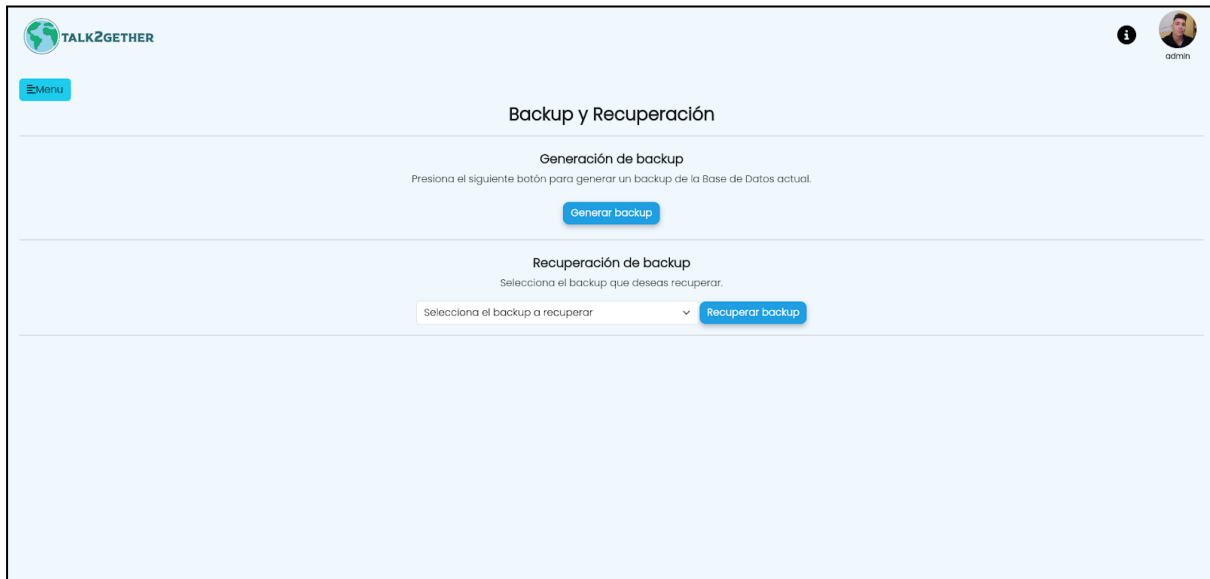 TALK2GETHER
admin
Menu
Backup y Recuperación
Generación de backup
Presiona el siguiente botón para generar un backup de la Base de Datos actual.
Generar backup
Recuperación de backup
Selecciona el backup que deseas recuperar.
Selecciona el backup a recuperar
Recuperar backup